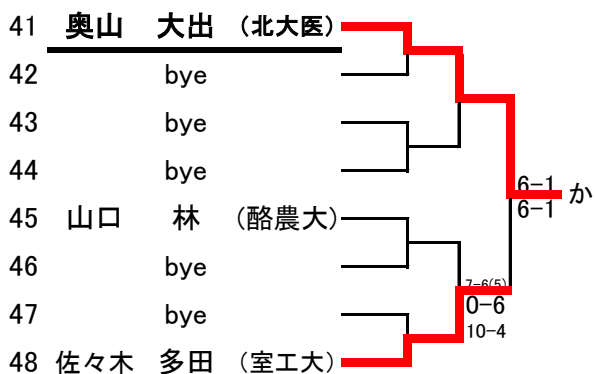 41 奥山 大出 (北大医)
42 bye
43 bye
44 bye
6-1 か
6-1
45 山口 林 (酪農大)
46 bye
7-6(5)
0-6
47 bye
10-4
48 佐々木 多田 (室工大)